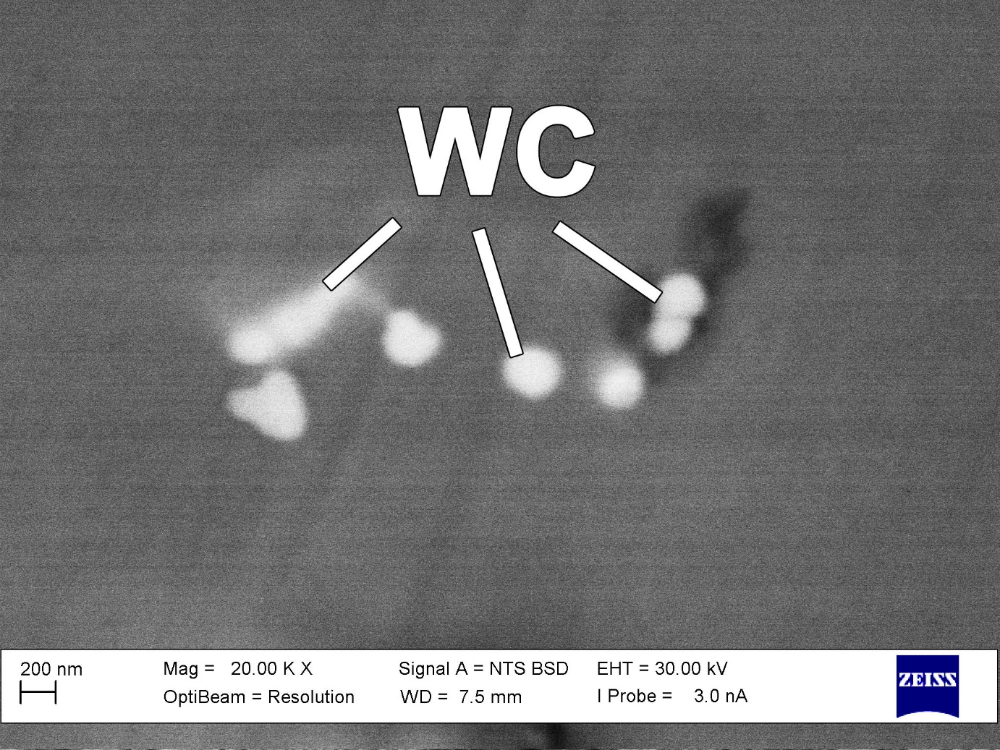 WC
200 nm
Mag = 20.00 K X
Signal A = NTS BSD
EHT = 30.00 kV
OptiBeam = Resolution
WD = 7.5 mm
I Probe = 3.0 nA
ZEISS